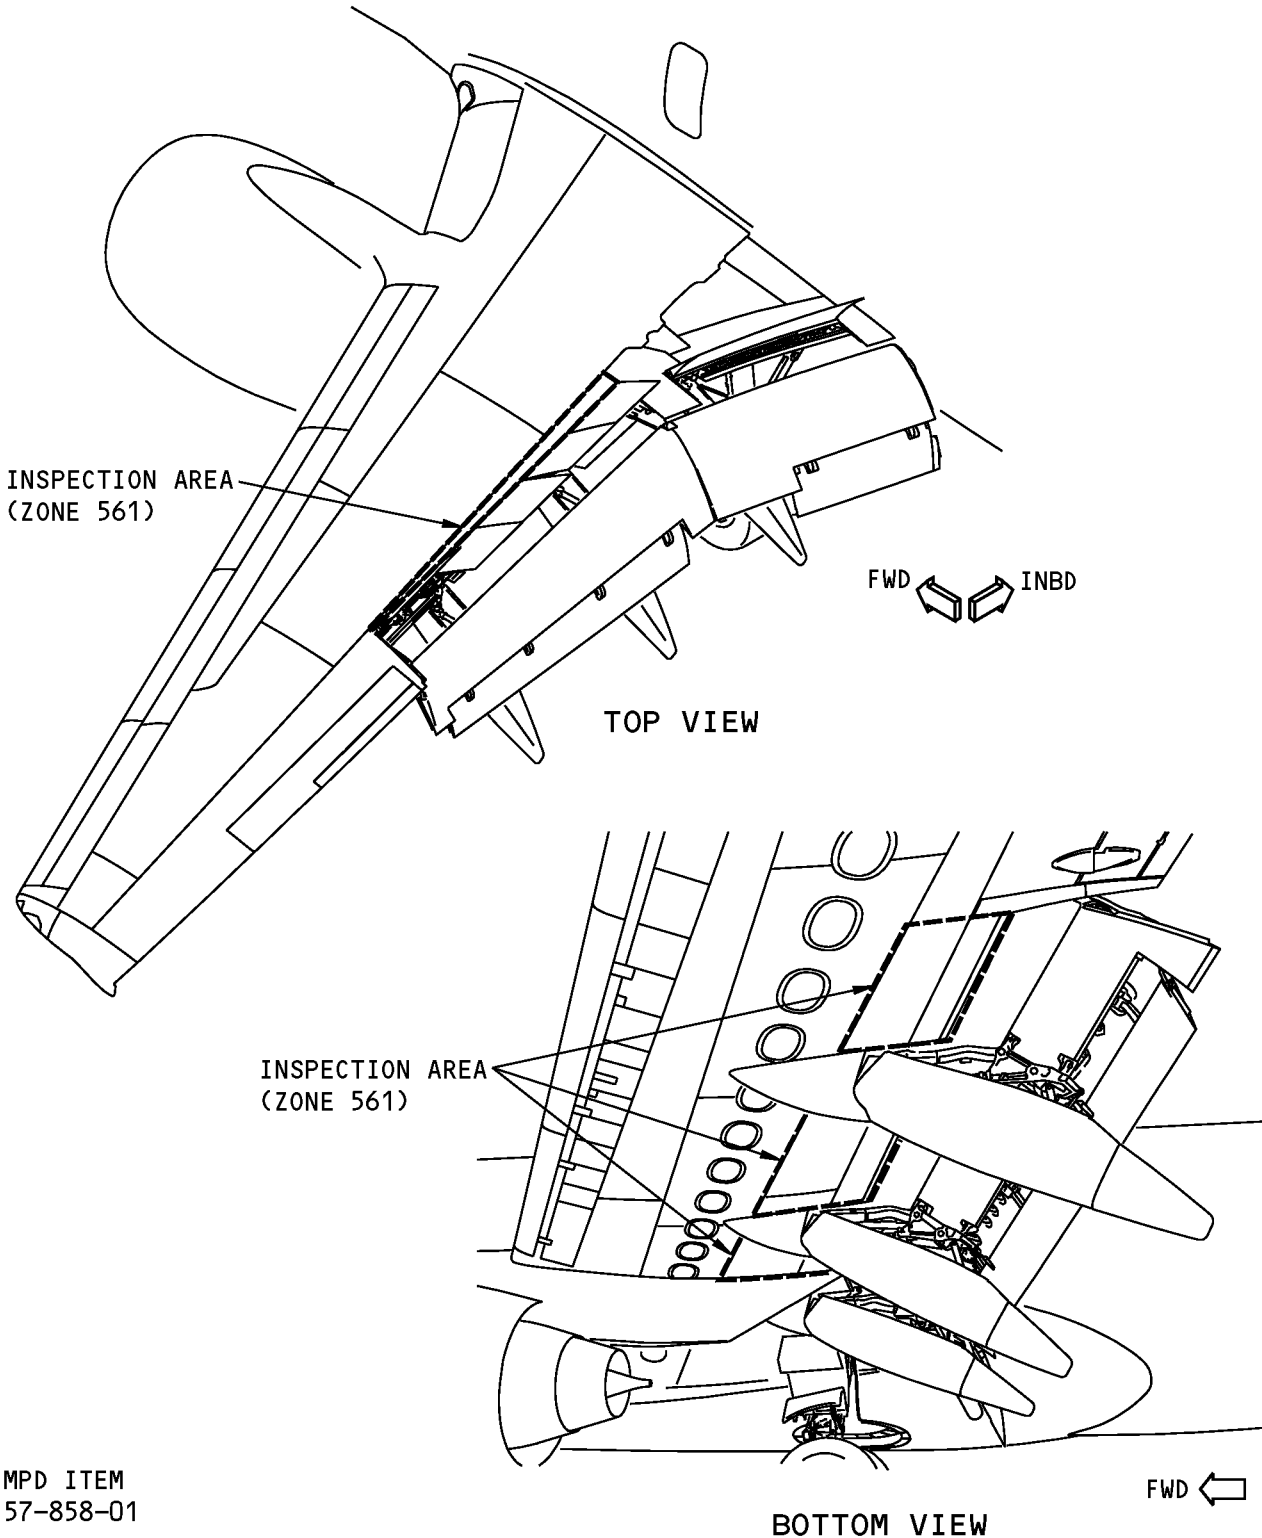 INSPECTION AREA
(ZONE 561)
FWD
INBD
TOP VIEW
INSPECTION AREA
(ZONE 561)
MPD ITEM
57-858-01
FWD
BOTTOM VIEW